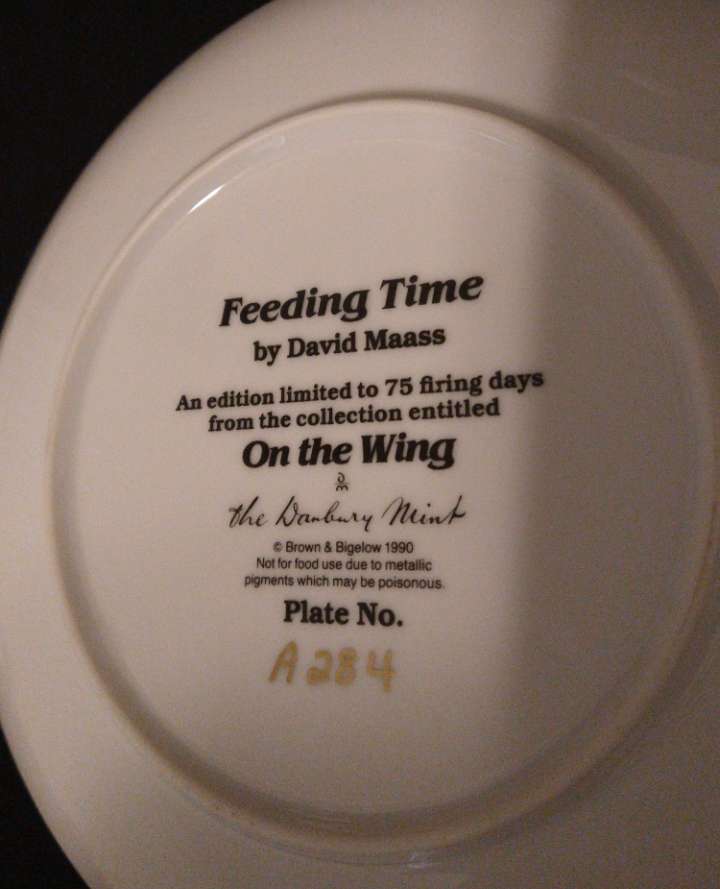 Feeding Time
by David Maass
An edition limited to 75 firing days
from the collection entitled
On the Wing
DM
the Danbury Mint
© Brown & Bigelow 1990
Not for food use due to metallic
pigments which may be poisonous.
Plate No.
A284